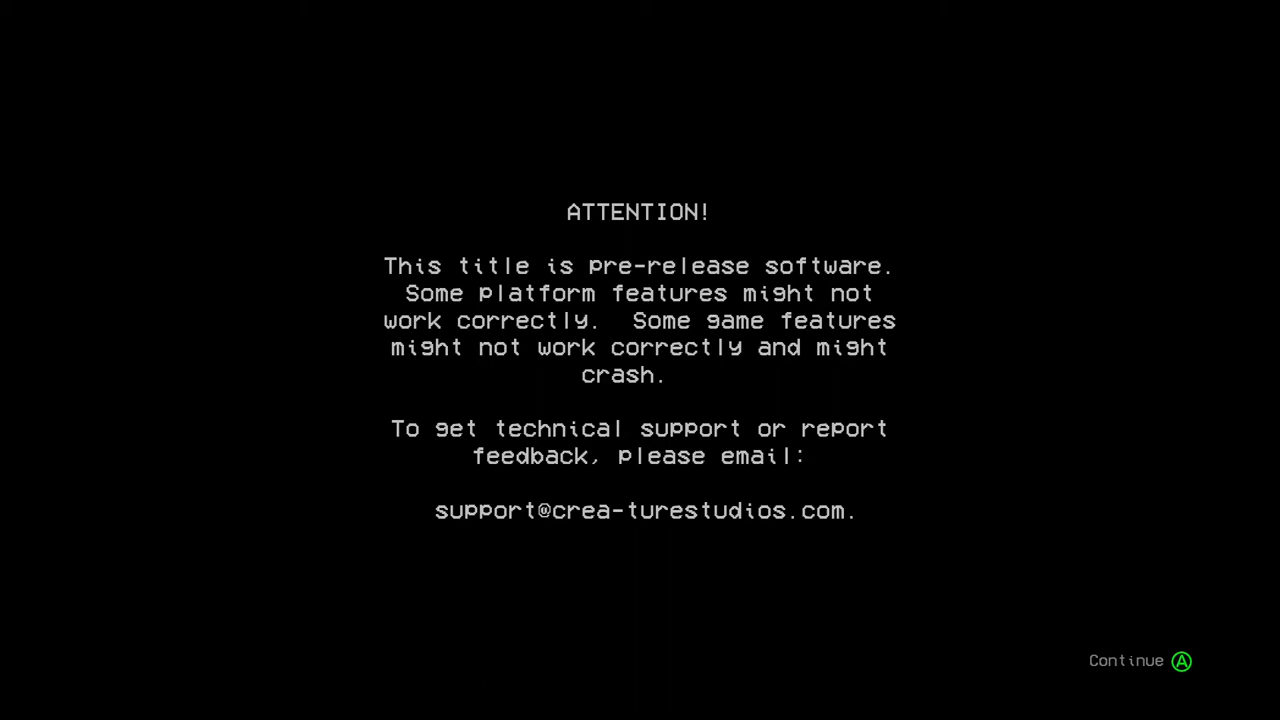 ATTENTION!
This title is pre-release software.
Some platform features might not
work correctly.  Some game features
might not work correctly and might
crash.
To get technical support or report
feedback, please email:
support@crea-turestudios.com.
Continue A